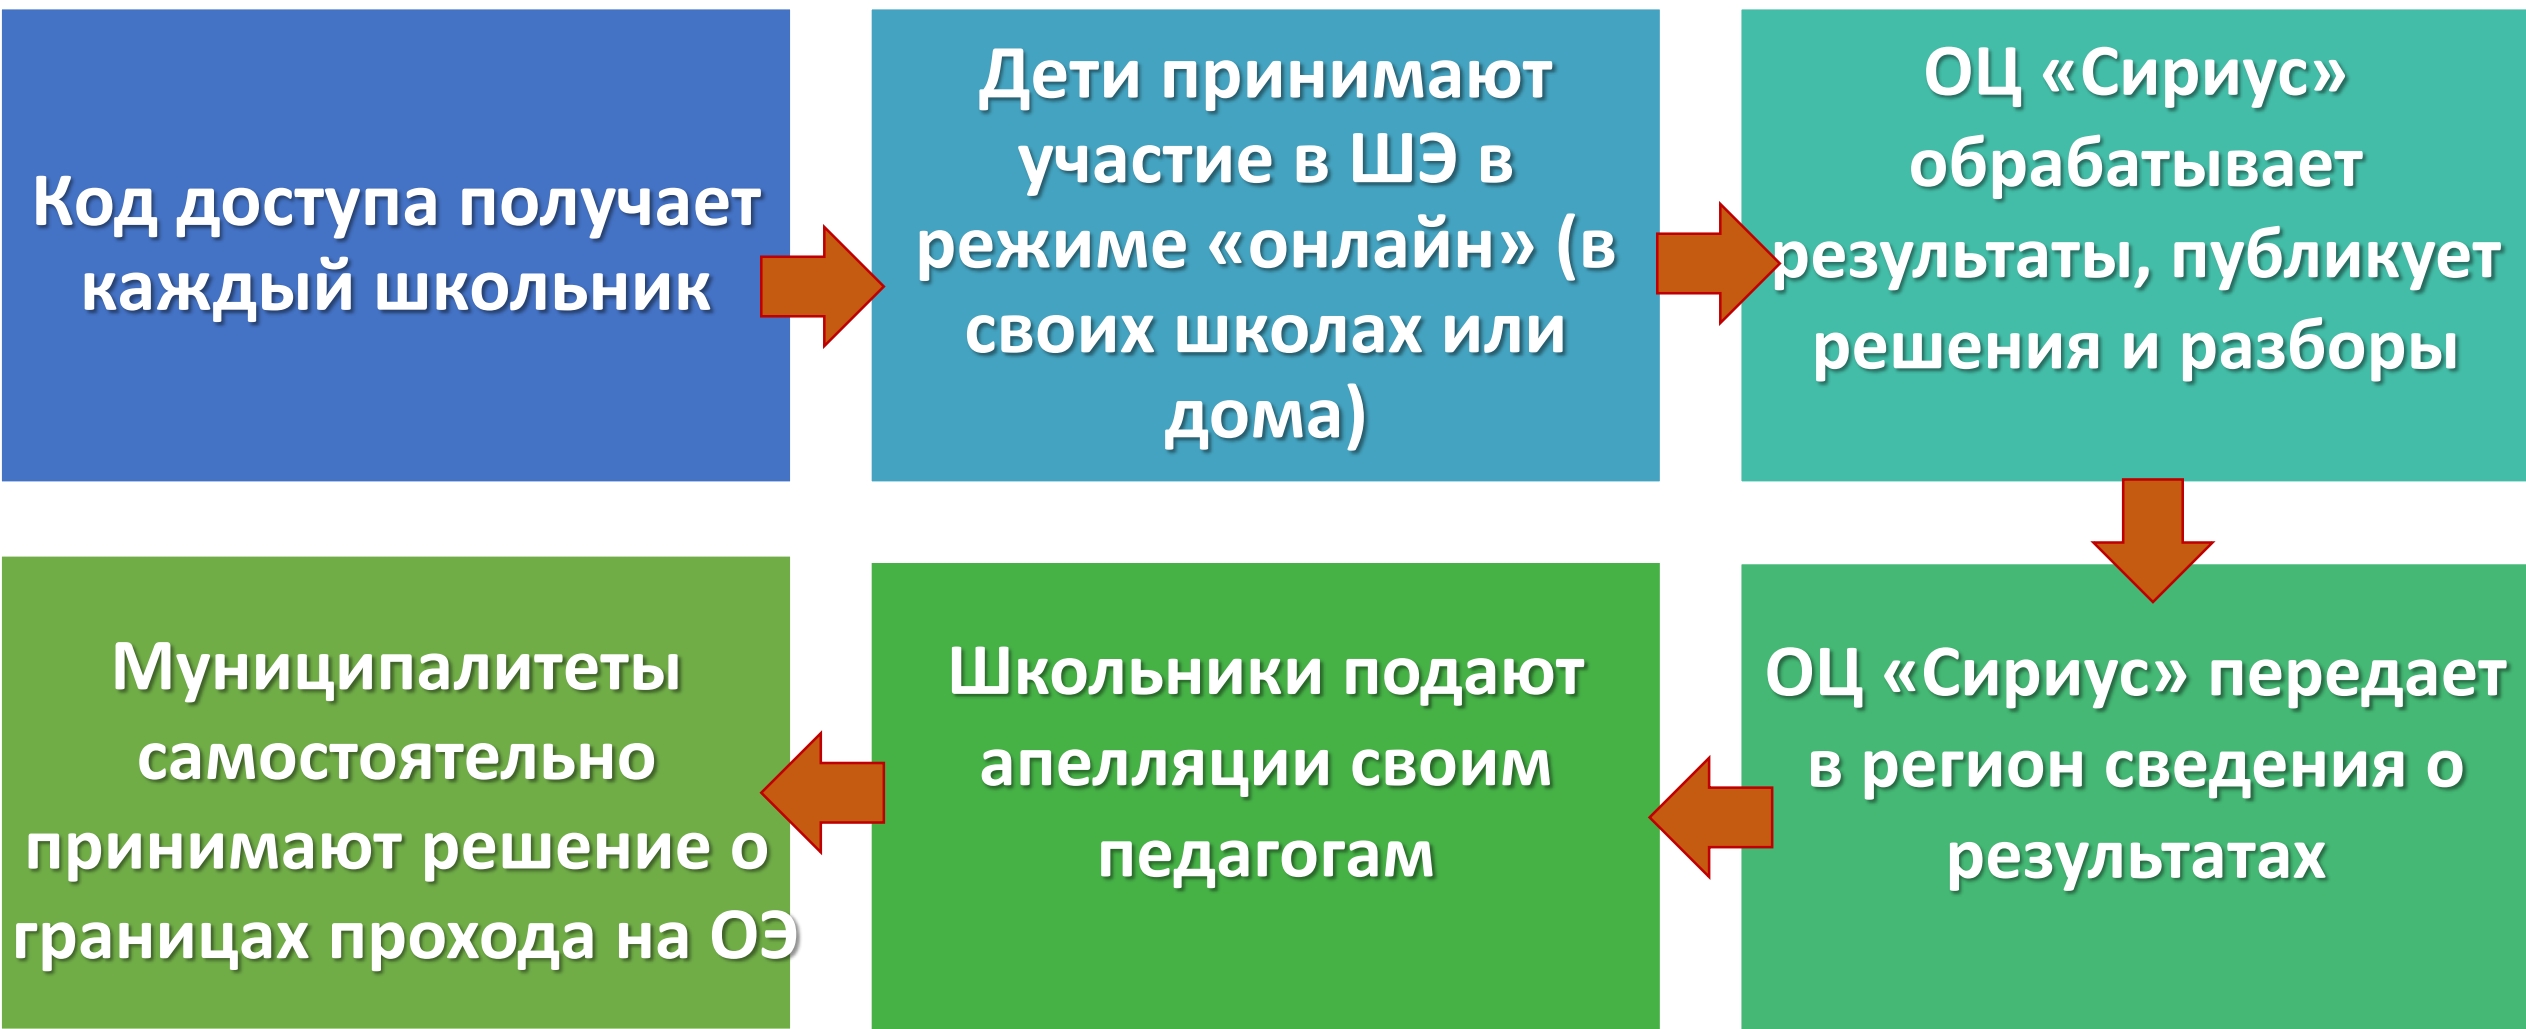 Код доступа получает
каждый школьник
Дети принимают
участие в ШЭ в
режиме «онлайн» (в
своих школах или
дома)
ОЦ «Сириус»
обрабатывает
результаты, публикует
решения и разборы
ОЦ «Сириус» передает
в регион сведения о
результатах
Школьники подают
апелляции своим
педагогам
Муниципалитеты
самостоятельно
принимают решение о
границах прохода на ОЭ